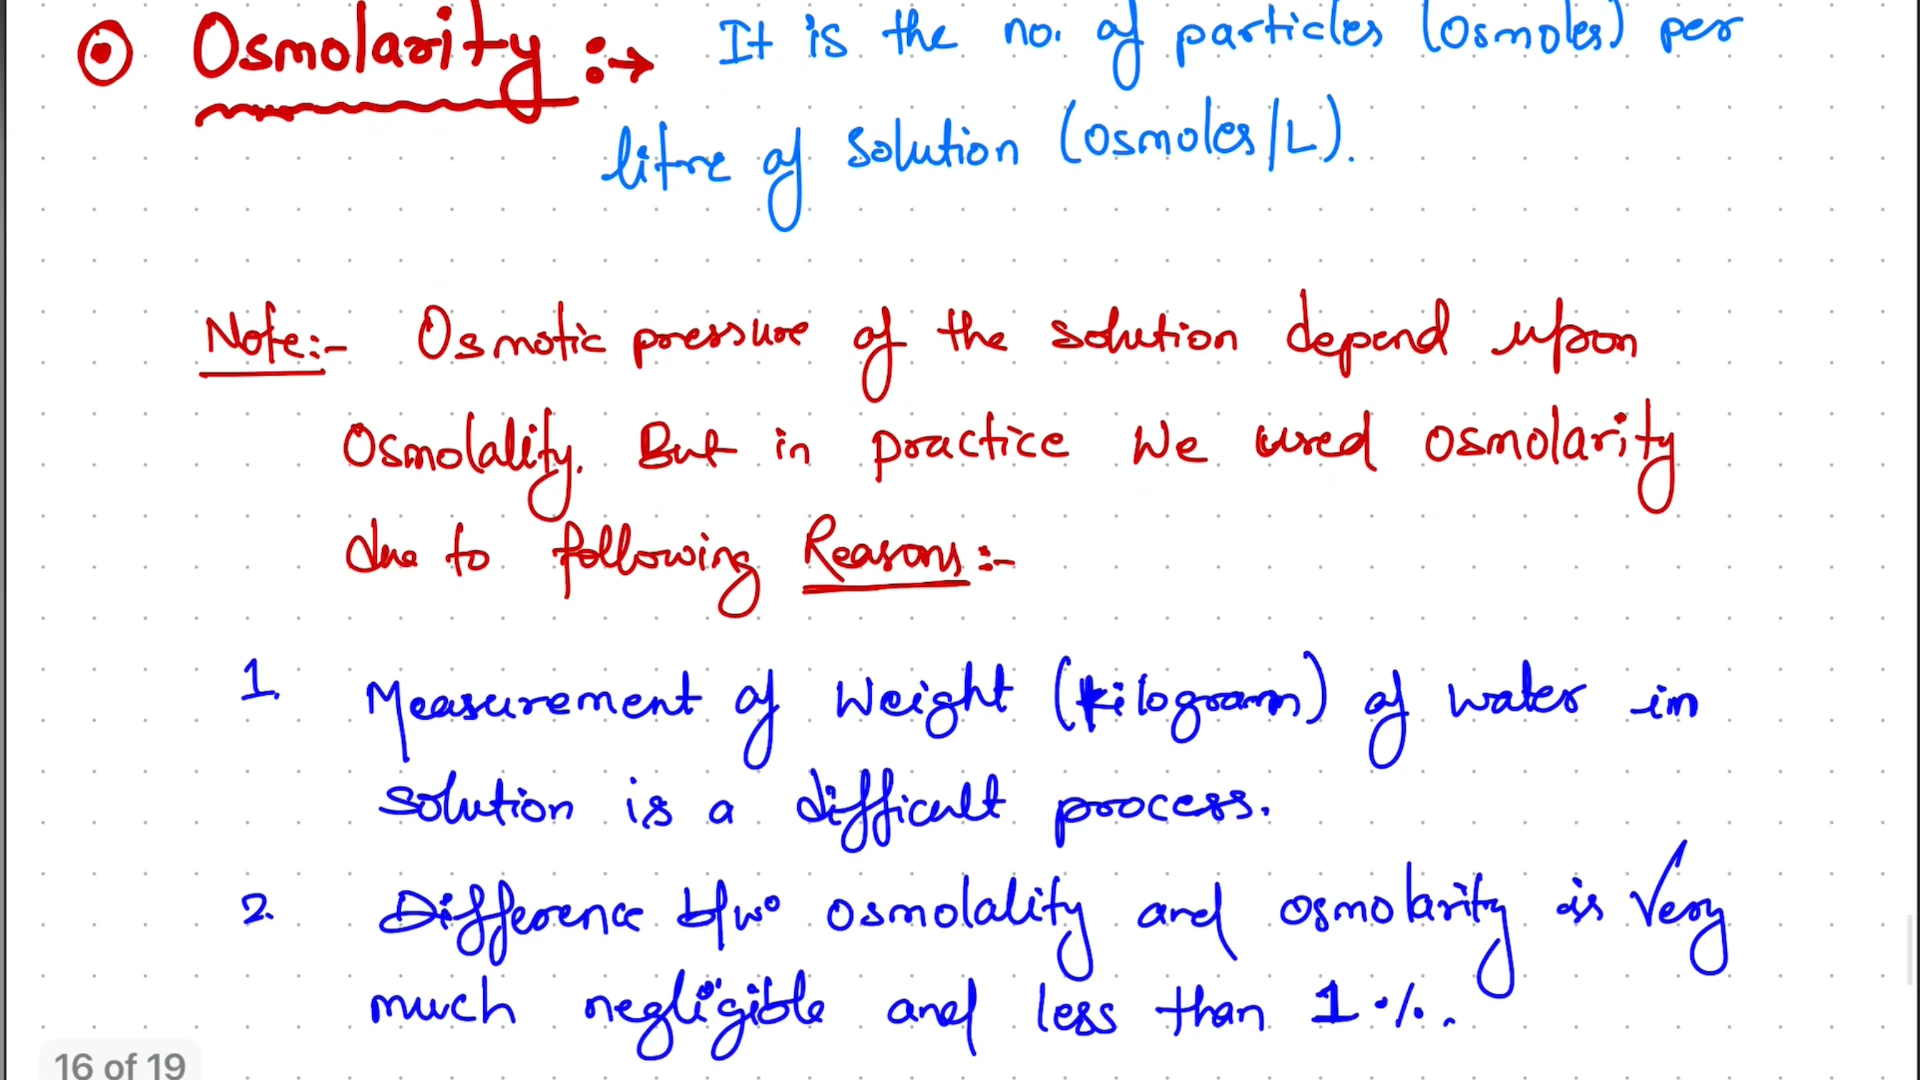 Osmolarity :→ It is the no. of particles (osmoles) per
litre of solution (osmoles/L).
Note:- Osmotic pressure of the solution depend upon
Osmolality. But in practice We used osmolarity
due to following Reasons :-
1. Measurement of Weight (kilogram) of water in
solution is a difficult process.
2. Difference b/w osmolality and osmolarity is Very
much negligible and less than 1%.
16 of 19